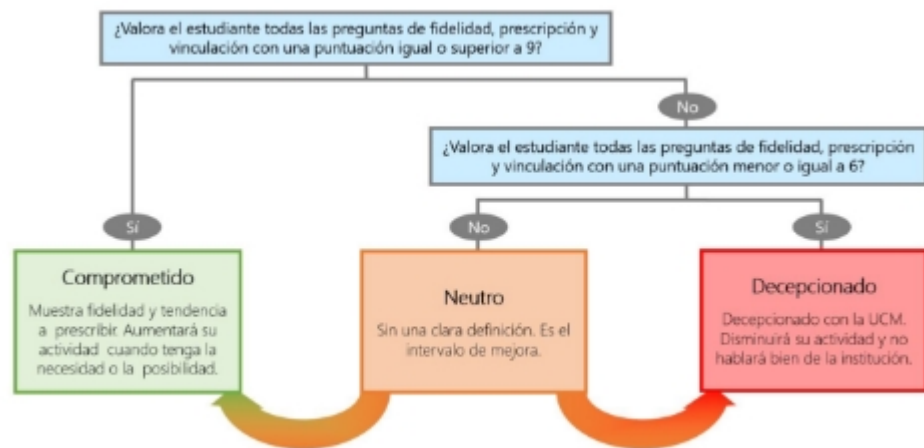 ¿Valora el estudiante todas las preguntas de fidelidad, prescripción y
vinculación con una puntuación igual o superior a 9?
No
¿Valora el estudiante todas las preguntas de fidelidad, prescripción
y vinculación con una puntuación menor o igual a 6?
Sí
No
Sí
Comprometido
Muestra fidelidad y tendencia
a prescribir. Aumentará su
actividad cuando tenga la
necesidad o la posibilidad.
Neutro
Sin una clara definición. Es el
intervalo de mejora.
Decepcionado
Decepcionado con la UCM.
Disminuirá su actividad y no
hablará bien de la institución.